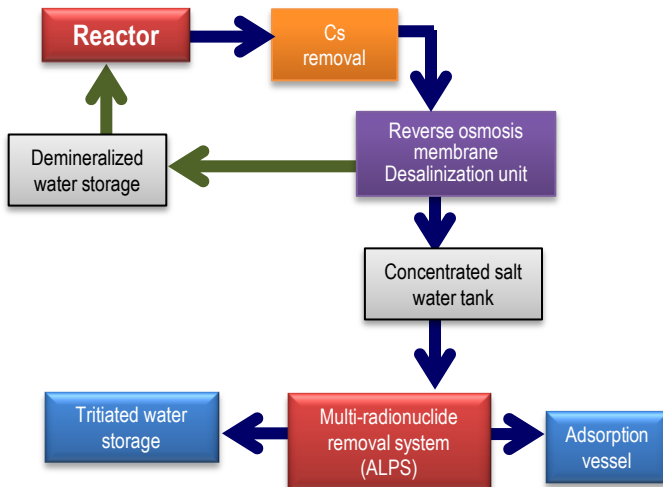 Reactor
Cs
removal
Demineralized
water storage
Reverse osmosis
membrane
Desalinization unit
Concentrated salt
water tank
Tritiated water
storage
Multi-radionuclide
removal system
(ALPS)
Adsorption
vessel